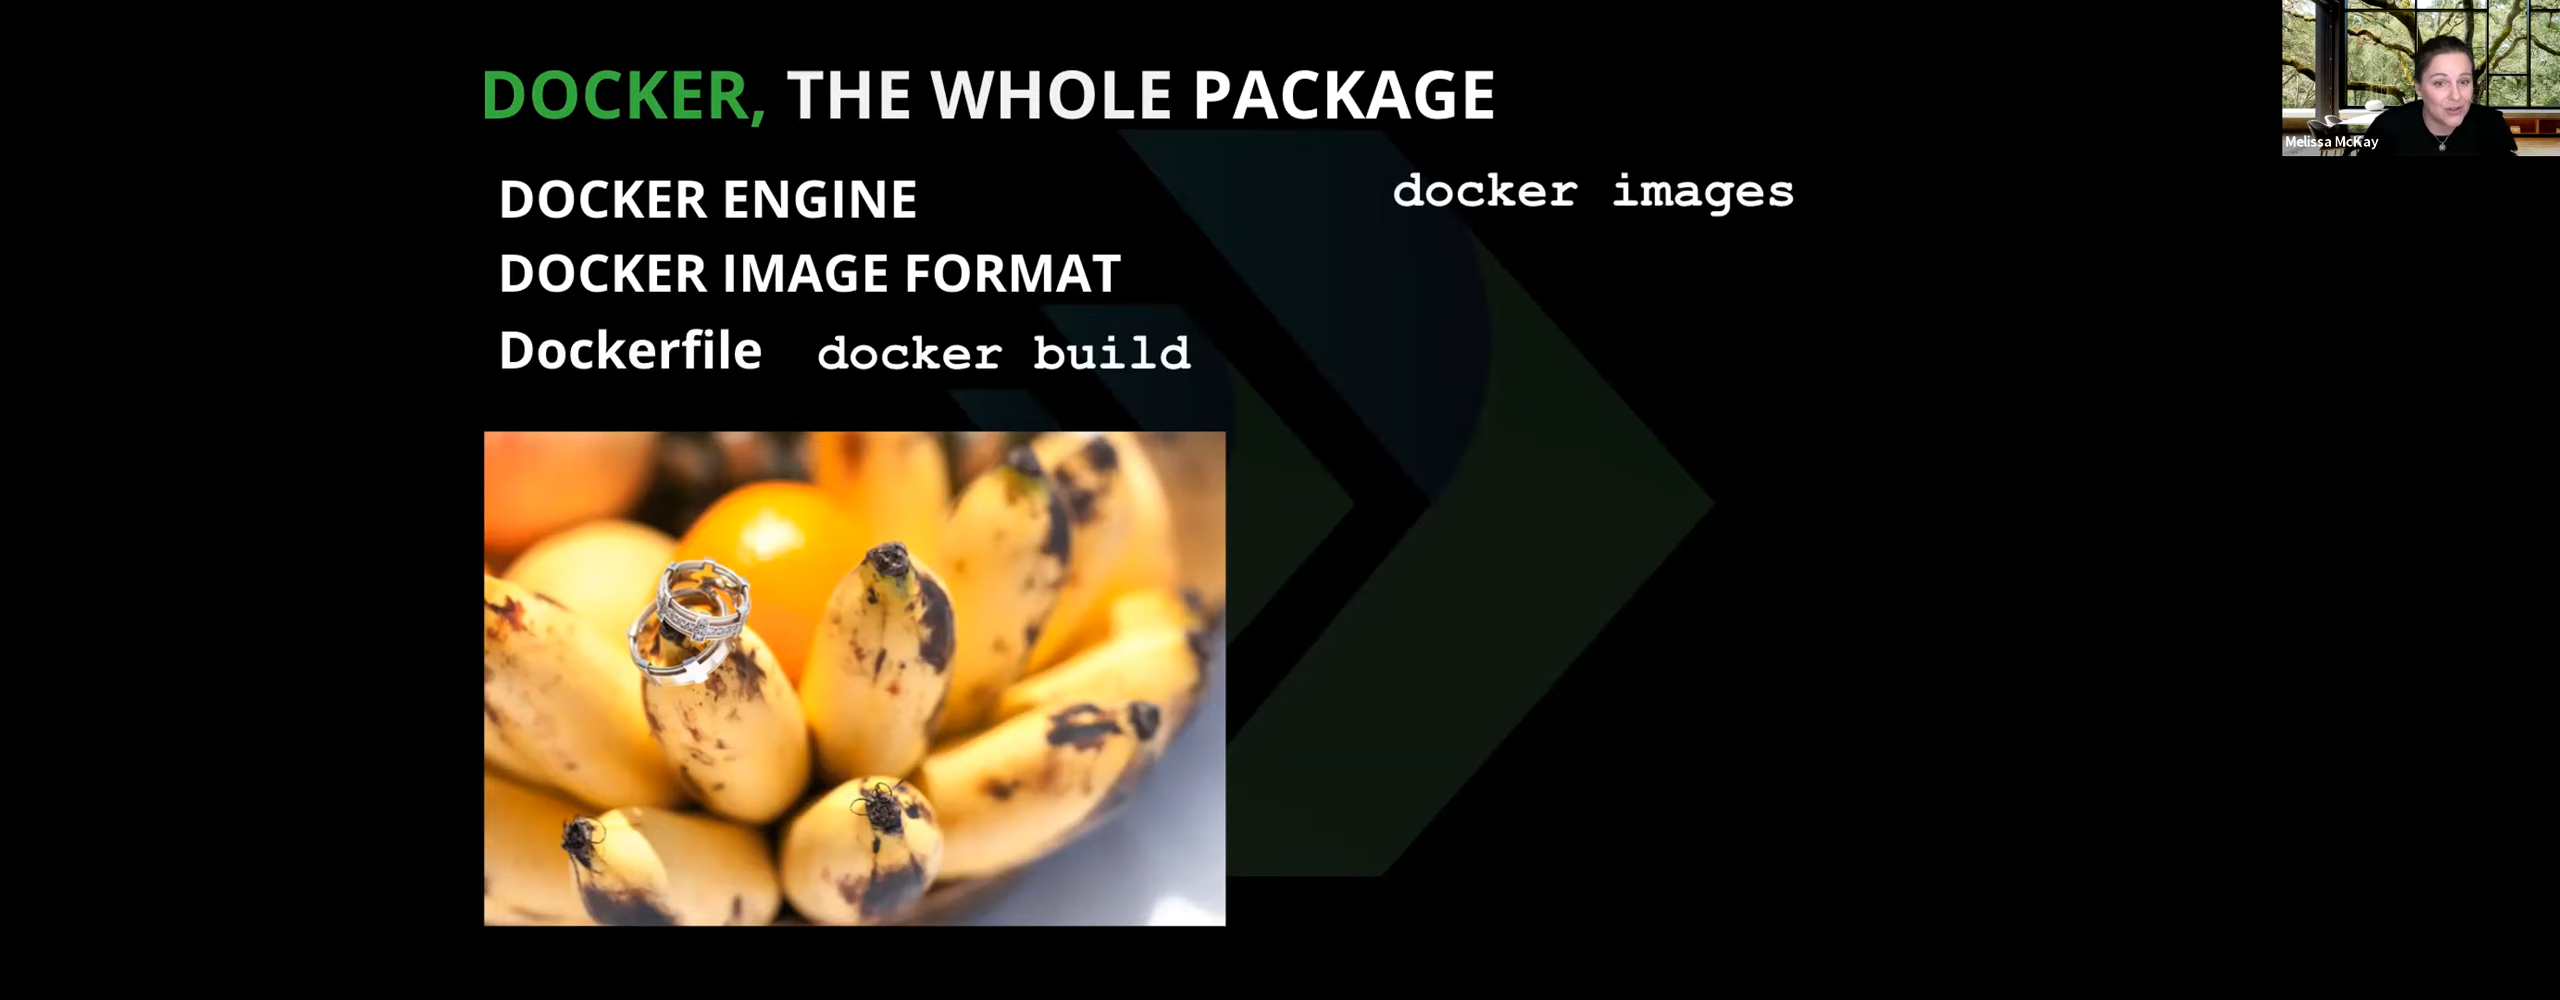 DOCKER, THE WHOLE PACKAGE
DOCKER ENGINE
DOCKER IMAGE FORMAT
Dockerfile docker build
docker images
Melissa McKay